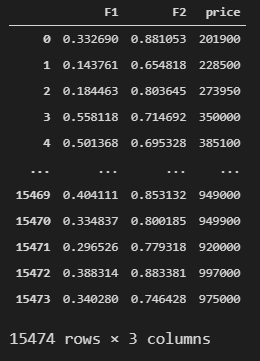 F1 F2 price
0 0.332690 0.881053 201900
1 0.143761 0.654818 228500
2 0.184463 0.803645 273950
3 0.558118 0.714692 350000
4 0.501368 0.695328 385100
... ... ... ...
15469 0.404111 0.853132 949000
15470 0.334837 0.800185 949900
15471 0.296526 0.779318 920000
15472 0.388314 0.883381 997000
15473 0.340280 0.746428 975000
15474 rows × 3 columns